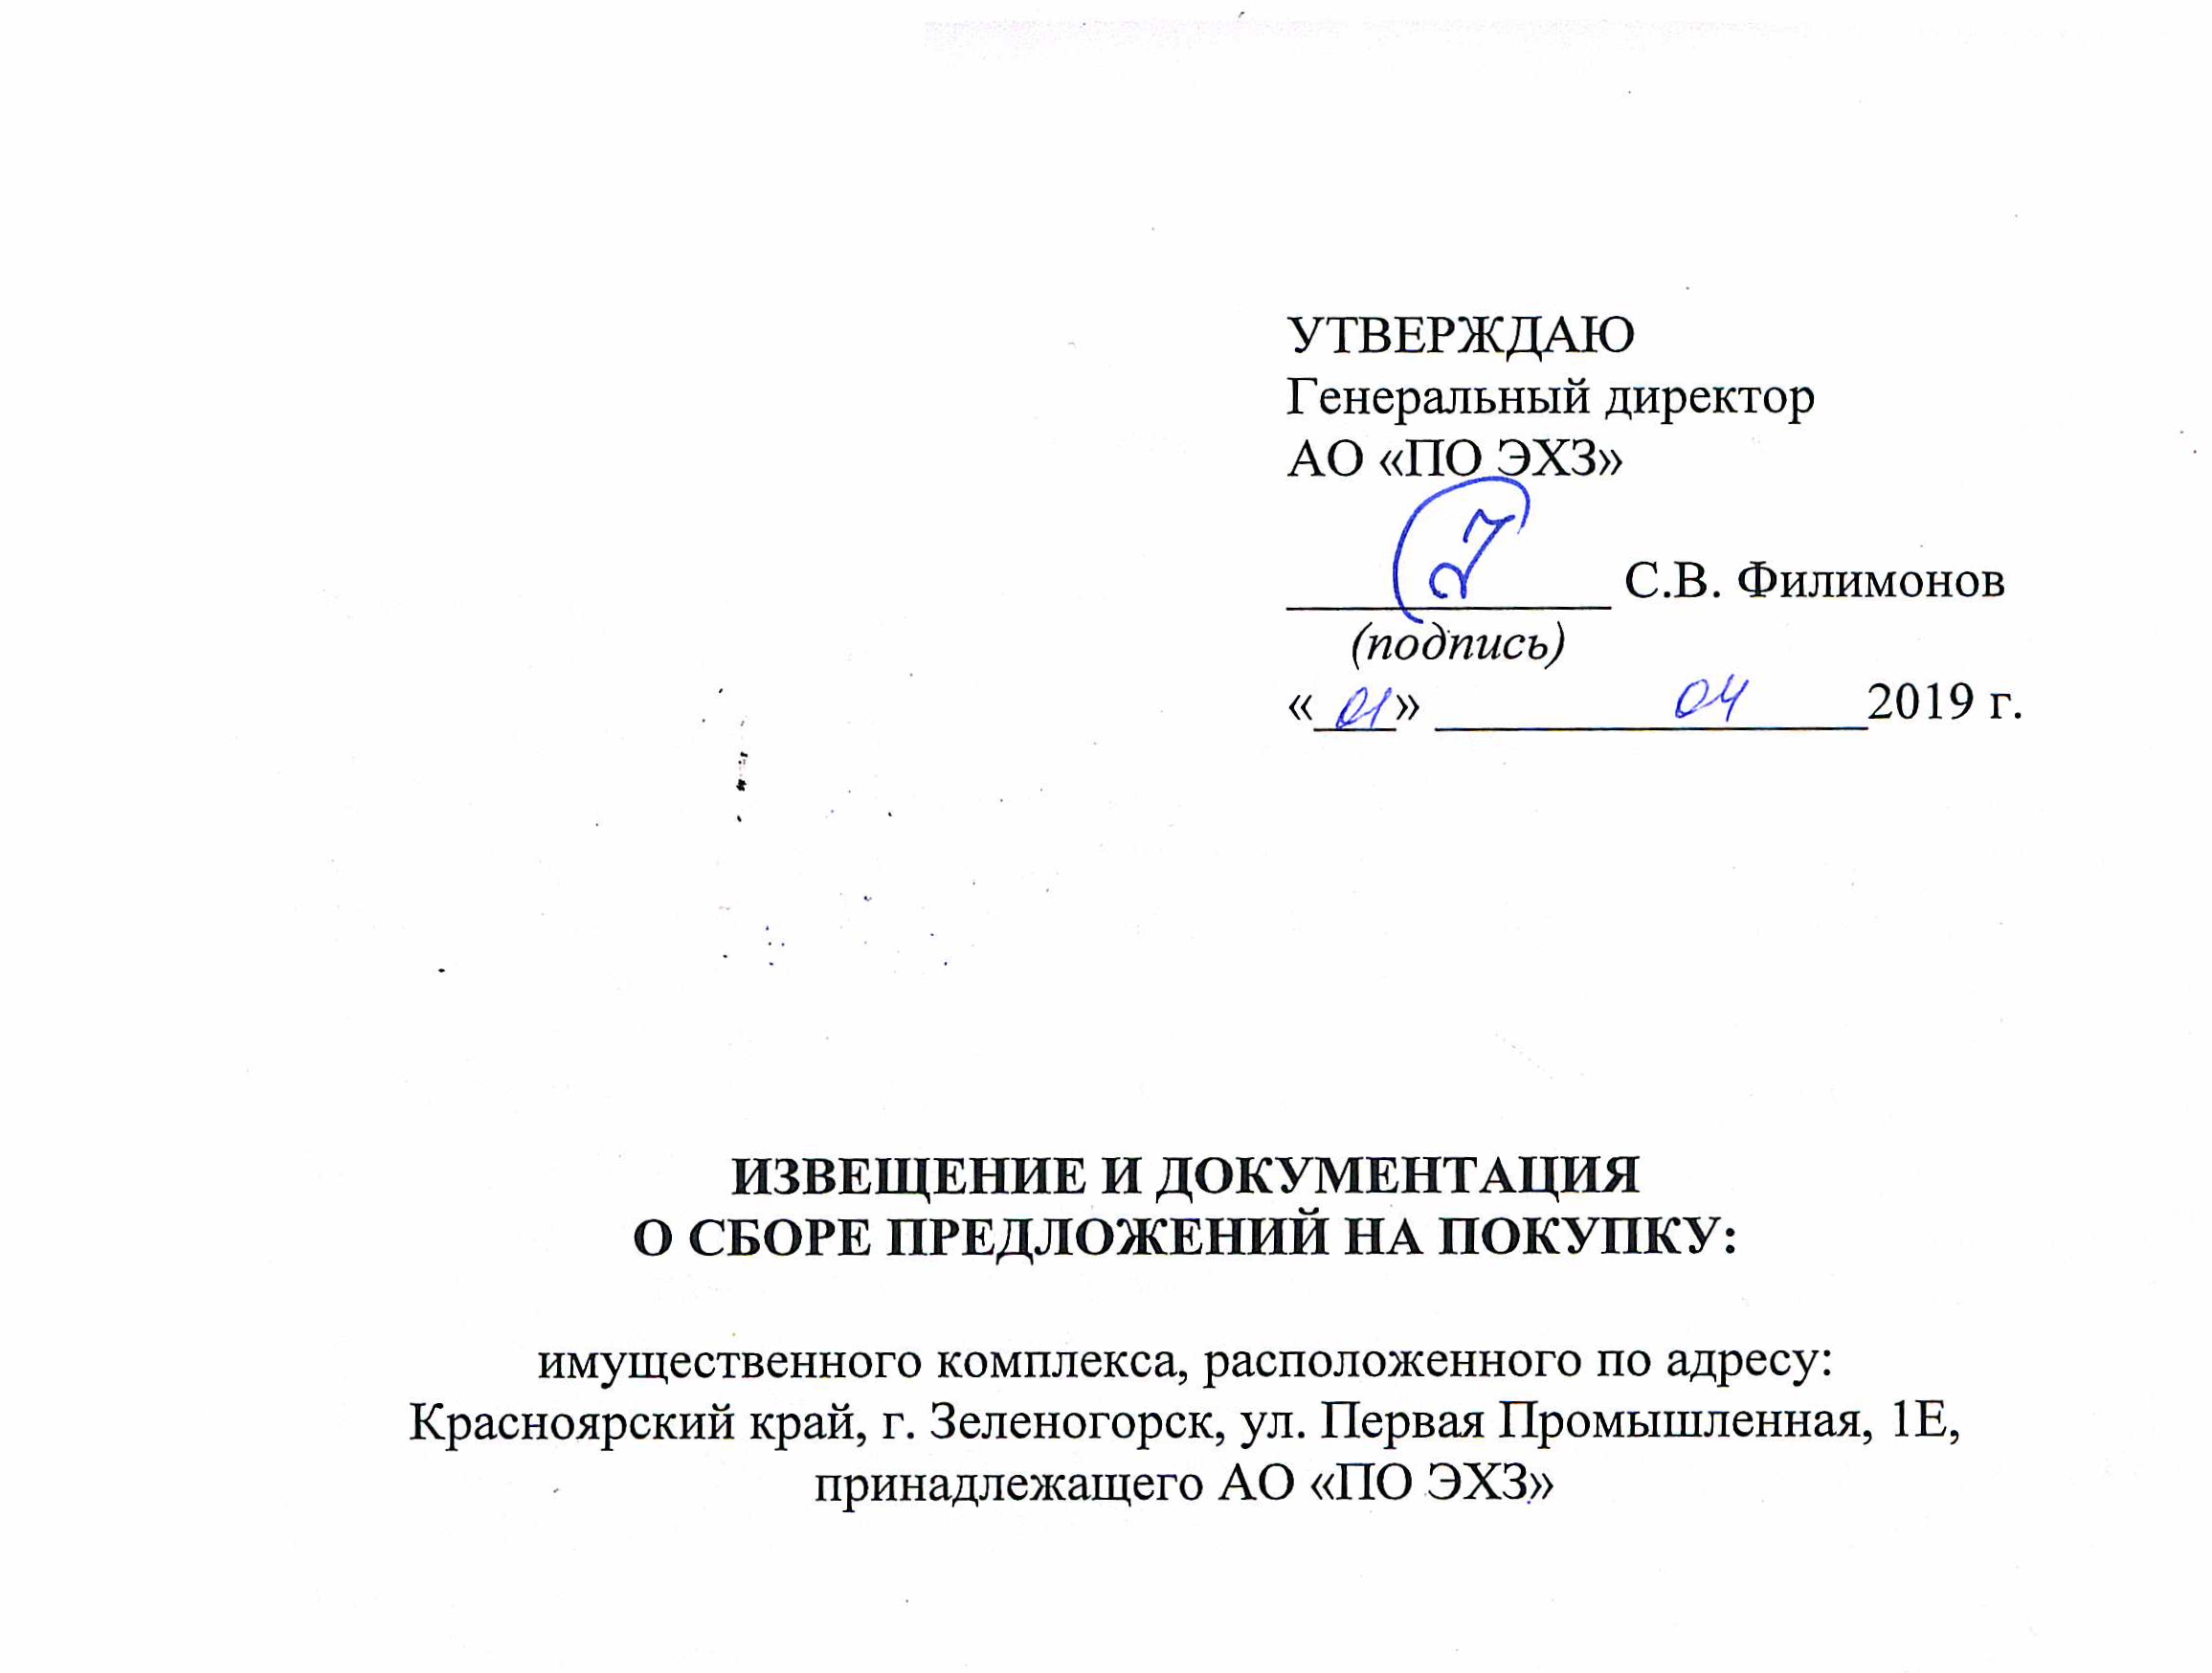 УТВЕРЖДАЮ
Генеральный директор
АО «ПО ЭХЗ»
С.В. Филимонов
(подпись)
«01» 04 2019 г.
ИЗВЕЩЕНИЕ И ДОКУМЕНТАЦИЯ
О СБОРЕ ПРЕДЛОЖЕНИЙ НА ПОКУПКУ:
имущественного комплекса, расположенного по адресу:
Красноярский край, г. Зеленогорск, ул. Первая Промышленная, 1Е,
принадлежащего АО «ПО ЭХЗ»